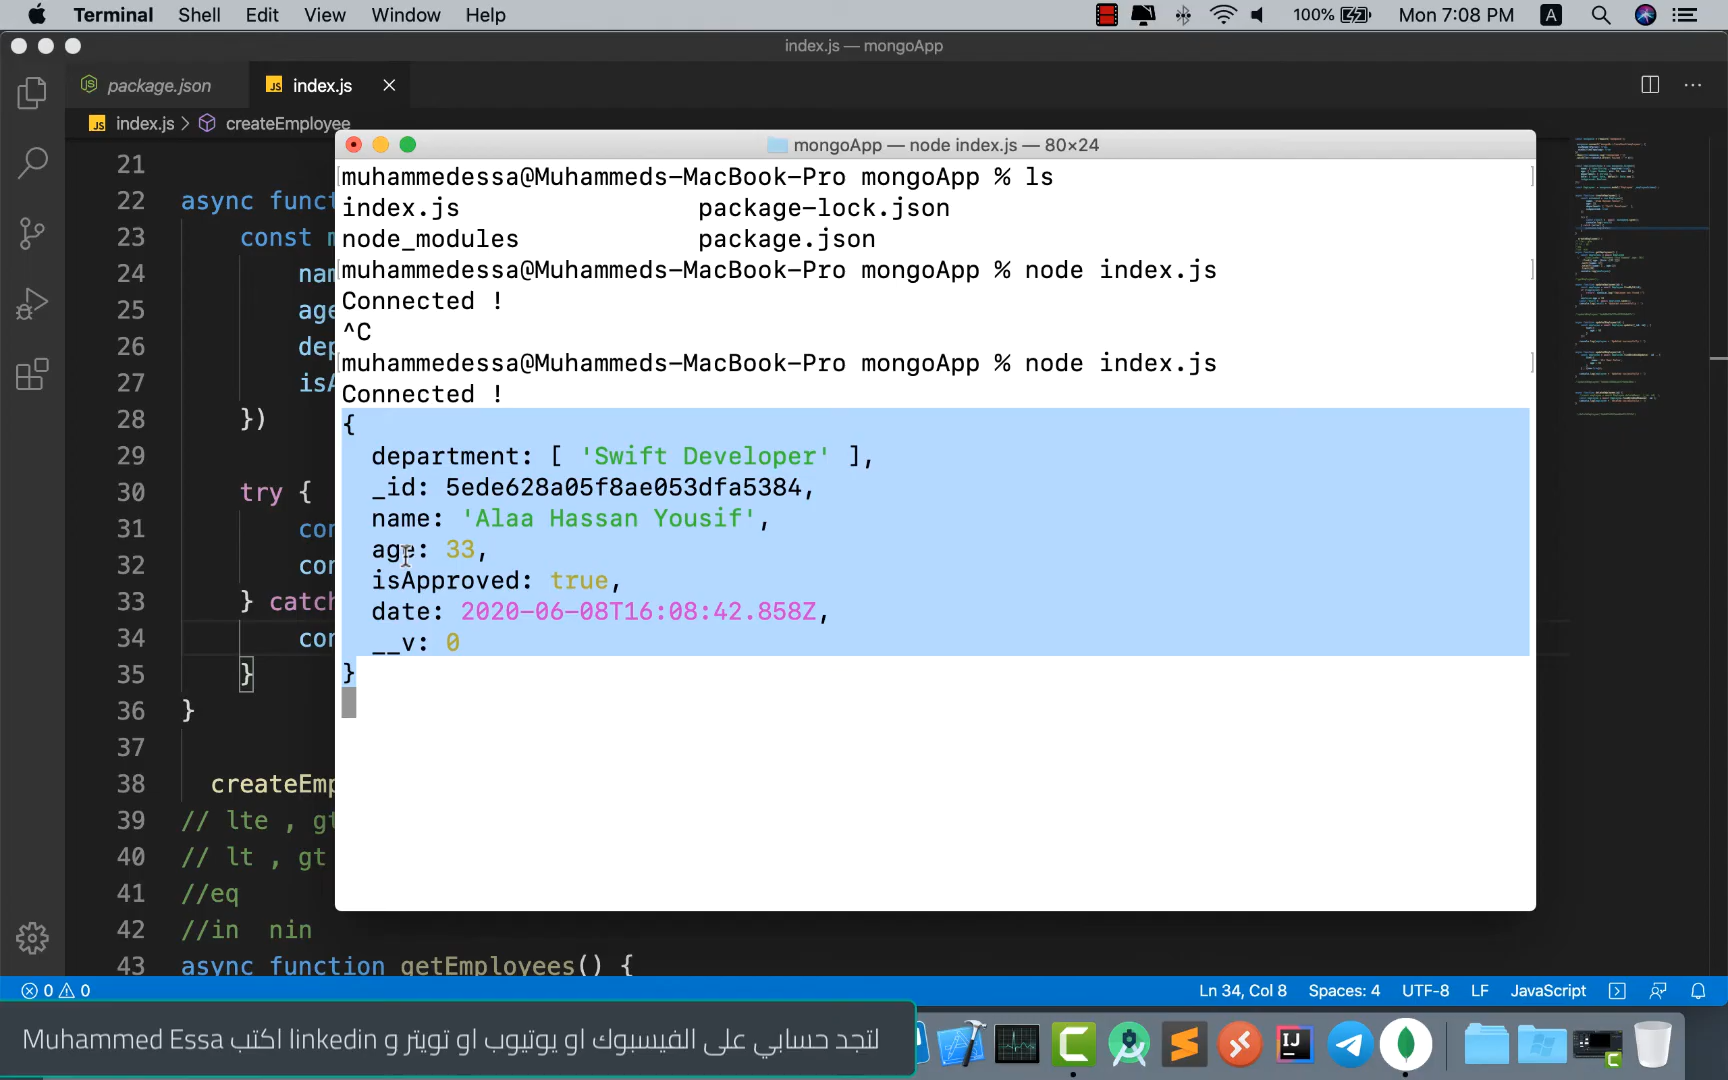 Terminal Shell Edit View Window Help 100% Mon 7:08 PM A
index.js — mongoApp
package.json index.js
index.js > createEmployee
mongoApp — node index.js — 80×24
muhammedessa@Muhammeds-MacBook-Pro mongoApp % ls
index.js package-lock.json
node_modules package.json
muhammedessa@Muhammeds-MacBook-Pro mongoApp % node index.js
Connected !
^C
muhammedessa@Muhammeds-MacBook-Pro mongoApp % node index.js
Connected !
{
department: [ 'Swift Developer' ],
_id: 5ede628a05f8ae053dfa5384,
name: 'Alaa Hassan Yousif',
age: 33,
isApproved: true,
date: 2020-06-08T16:08:42.858Z,
__v: 0
}
21
22 async funct
23 const m
24 nam
25 age
26 dep
27 isA
28 })
29
30 try {
31 con
32 con
33 } catch
34 con
35 }
36 }
37
38 createEmp
39 // lte , gt
40 // lt , gt
41 //eq
42 //in nin
43 async function getEmployees() {
0 0 Ln 34, Col 8 Spaces: 4 UTF-8 LF JavaScript
لتجد حسابي على الفيسبوك او يوتيوب او تويتر و linkedin اكتب Muhammed Essa
IJ